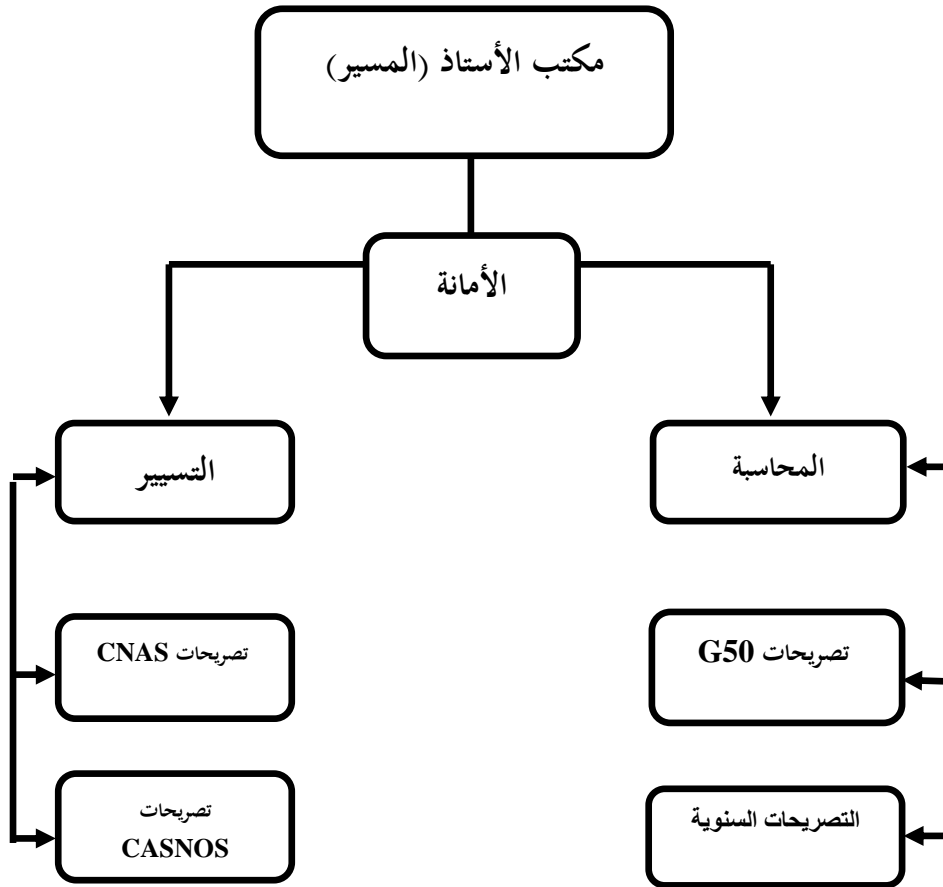 مكتب الأستاذ (المسير)
الأمانة
المحاسبة
التسيير
تصريحات G50
تصريحات CNAS
التصريحات السنوية
تصريحات
CASNOS